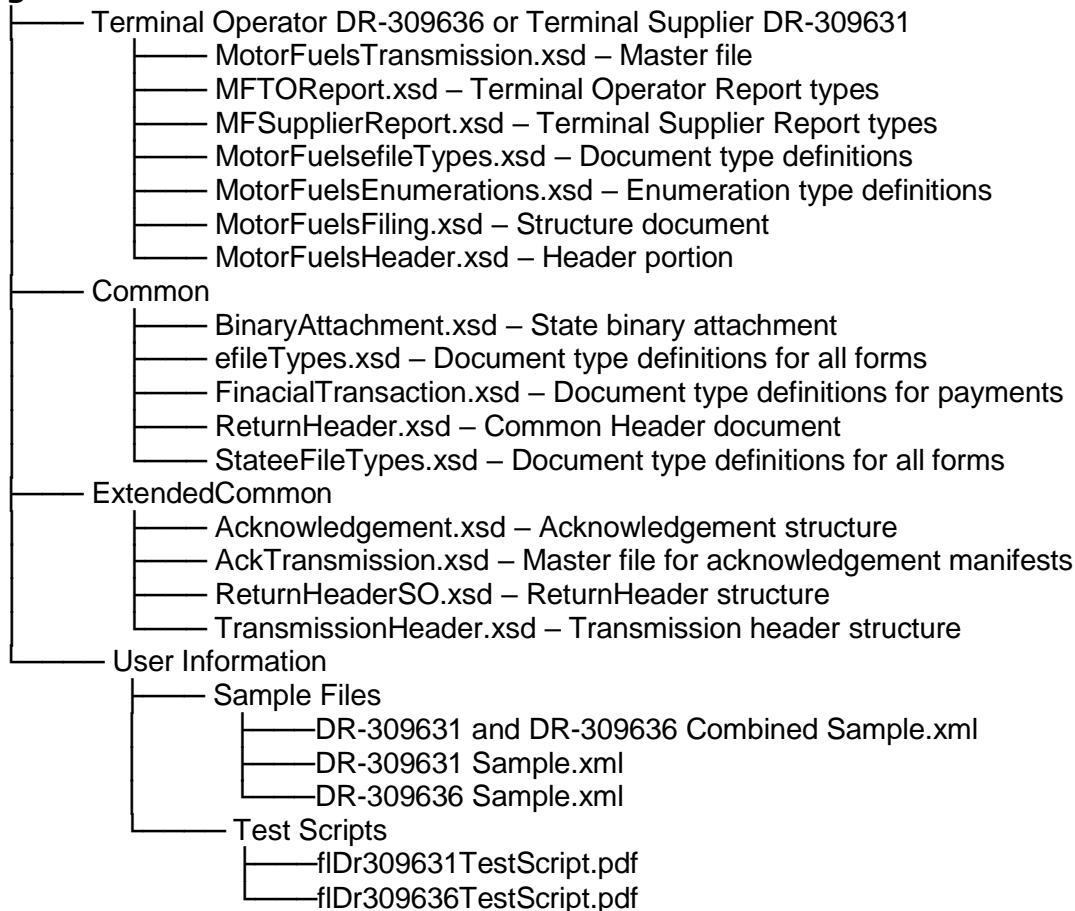 Terminal Operator DR-309636 or Terminal Supplier DR-309631
MotorFuelsTransmission.xsd – Master file
MFTOReport.xsd – Terminal Operator Report types
MFSupplierReport.xsd – Terminal Supplier Report types
MotorFuelsefileTypes.xsd – Document type definitions
MotorFuelsEnumerations.xsd – Enumeration type definitions
MotorFuelsFiling.xsd – Structure document
MotorFuelsHeader.xsd – Header portion
Common
BinaryAttachment.xsd – State binary attachment
efileTypes.xsd – Document type definitions for all forms
FinacialTransaction.xsd – Document type definitions for payments
ReturnHeader.xsd – Common Header document
StateeFileTypes.xsd – Document type definitions for all forms
ExtendedCommon
Acknowledgement.xsd – Acknowledgement structure
AckTransmission.xsd – Master file for acknowledgement manifests
ReturnHeaderSO.xsd – ReturnHeader structure
TransmissionHeader.xsd – Transmission header structure
User Information
Sample Files
DR-309631 and DR-309636 Combined Sample.xml
DR-309631 Sample.xml
DR-309636 Sample.xml
Test Scripts
flDr309631TestScript.pdf
flDr309636TestScript.pdf